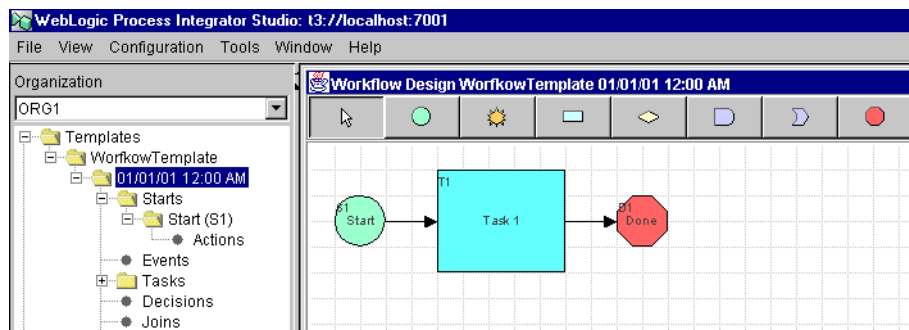 WebLogic Process Integrator Studio: t3://localhost:7001
File View Configuration Tools Window Help
Organization
ORG1
Templates
WorfkowTemplate
01/01/01 12:00 AM
Starts
Start (S1)
Actions
Events
Tasks
Decisions
Joins
Workflow Design WorfkowTemplate 01/01/01 12:00 AM
S1
Start
T1
Task 1
D1
Done